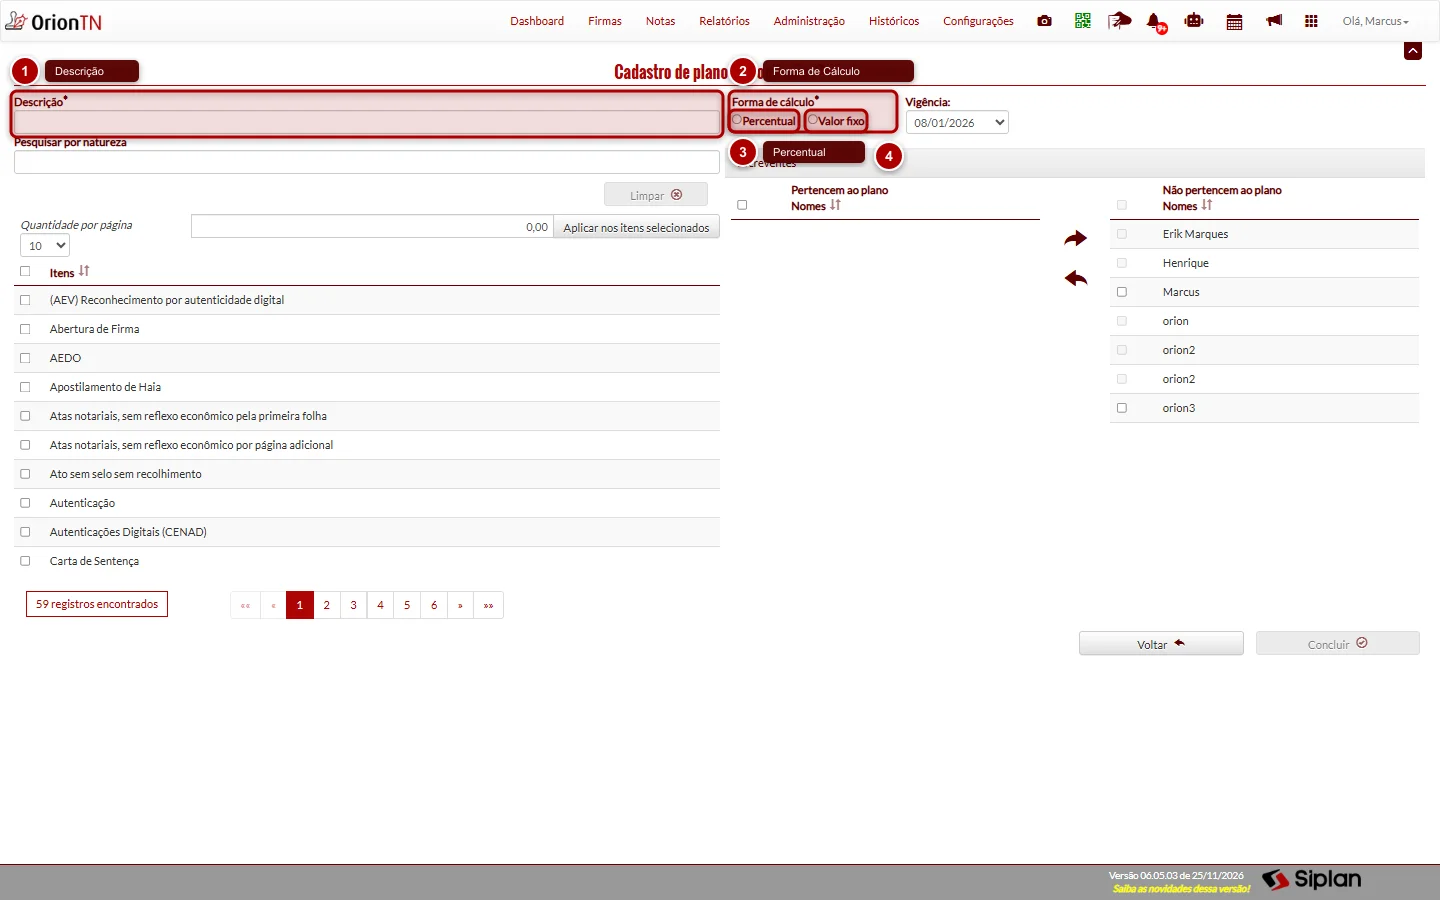 OrionTN
Dashboard
Firmas
Notas
Relatórios
Administração
Históricos
Configurações
9+
Olá, Marcus
1 Descrição
Cadastro de plano
2 Forma de Cálculo
Descrição*
Forma de cálculo*
Percentual
Valor fixo
Vigência:
08/01/2026
Pesquisar por natureza
3 Percentual
4
Limpar
Quantidade por página
10
0,00
Aplicar nos itens selecionados
Itens
(AEV) Reconhecimento por autenticidade digital
Abertura de Firma
AEDO
Apostilamento de Haia
Atas notariais, sem reflexo econômico pela primeira folha
Atas notariais, sem reflexo econômico por página adicional
Ato sem selo sem recolhimento
Autenticação
Autenticações Digitais (CENAD)
Carta de Sentença
59 registros encontrados
«« « 1 2 3 4 5 6 » »»
Pertencem ao plano
Nomes
Não pertencem ao plano
Nomes
Erik Marques
Henrique
Marcus
orion
orion2
orion2
orion3
Voltar
Concluir
Versão 06.05.03 de 25/11/2026
Saiba as novidades dessa versão!
Siplan